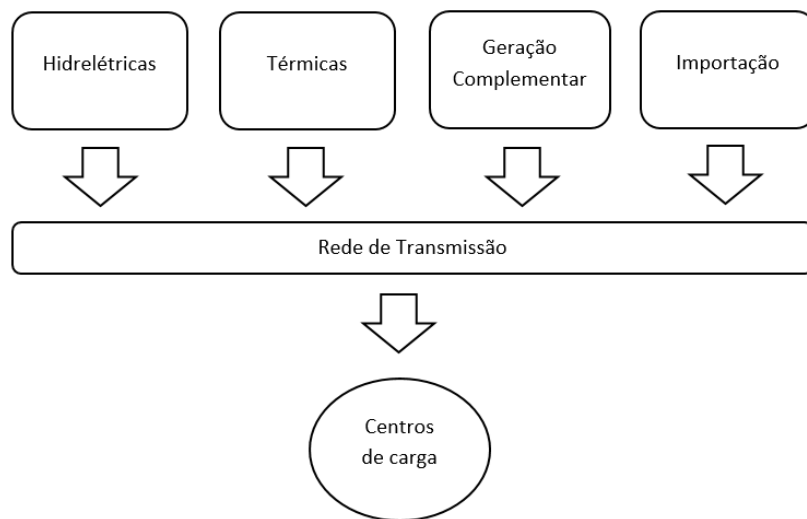 Hidrelétricas
Térmicas
Geração
Complementar
Importação
Rede de Transmissão
Centros
de carga